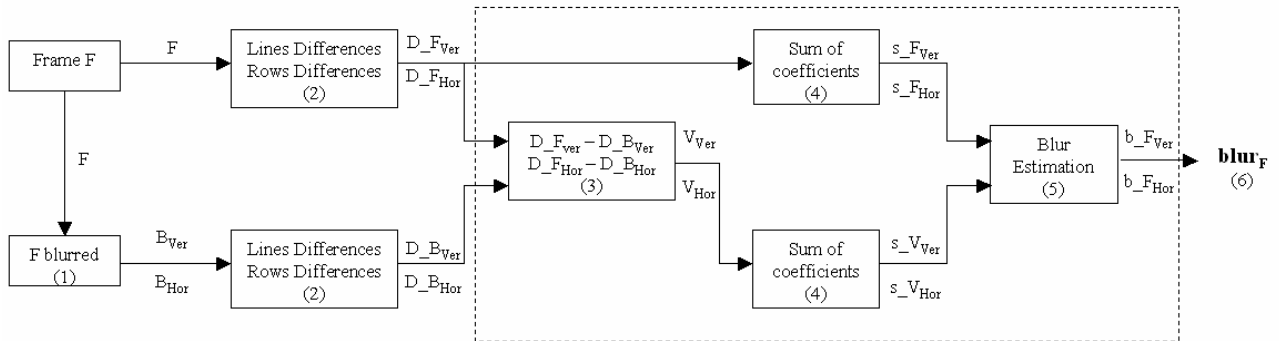 Frame F
F
Lines Differences
Rows Differences
(2)
D_F_Ver
D_F_Hor
Sum of
coefficients
(4)
s_F_Ver
s_F_Hor
F
D_F_ver – D_B_Ver
D_F_Hor – D_B_Hor
(3)
V_Ver
V_Hor
Blur
Estimation
(5)
b_F_Ver
b_F_Hor
blur_F
(6)
F blurred
(1)
B_Ver
B_Hor
Lines Differences
Rows Differences
(2)
D_B_Ver
D_B_Hor
Sum of
coefficients
(4)
s_V_Ver
s_V_Hor